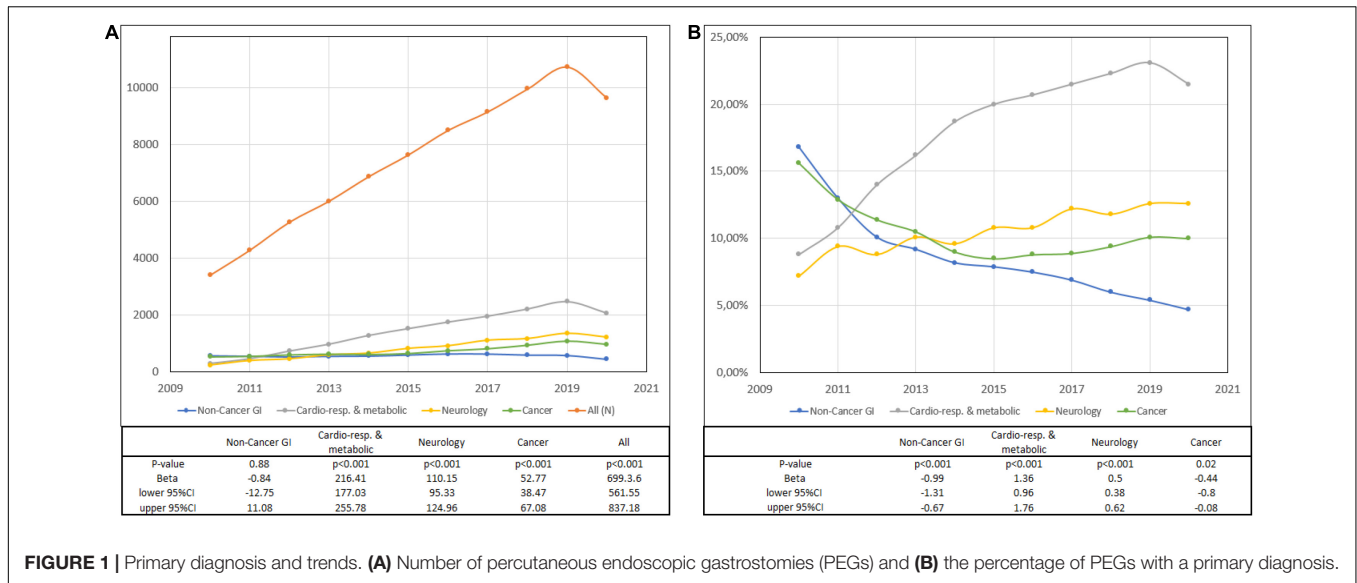 A
10000
8000
6000
4000
2000
0
2009 2011 2013 2015 2017 2019 2021
Non-Cancer GI Cardio-resp. & metabolic Neurology Cancer All (N)
Non-Cancer GI Cardio-resp. & metabolic Neurology Cancer All
P-value 0.88 p<0.001 p<0.001 p<0.001 p<0.001
Beta -0.84 216.41 110.15 52.77 699.3.6
lower 95%CI -12.75 177.03 95.33 38.47 561.55
upper 95%CI 11.08 255.78 124.96 67.08 837.18
B
25,00%
20,00%
15,00%
10,00%
5,00%
0,00%
2009 2011 2013 2015 2017 2019 2021
Non-Cancer GI Cardio-resp. & metabolic Neurology Cancer
Non-Cancer GI Cardio-resp. & metabolic Neurology Cancer
P-value p<0.001 p<0.001 p<0.001 0.02
Beta -0.99 1.36 0.5 -0.44
lower 95%CI -1.31 0.96 0.38 -0.8
upper 95%CI -0.67 1.76 0.62 -0.08
FIGURE 1 | Primary diagnosis and trends. (A) Number of percutaneous endoscopic gastrostomies (PEGs) and (B) the percentage of PEGs with a primary diagnosis.